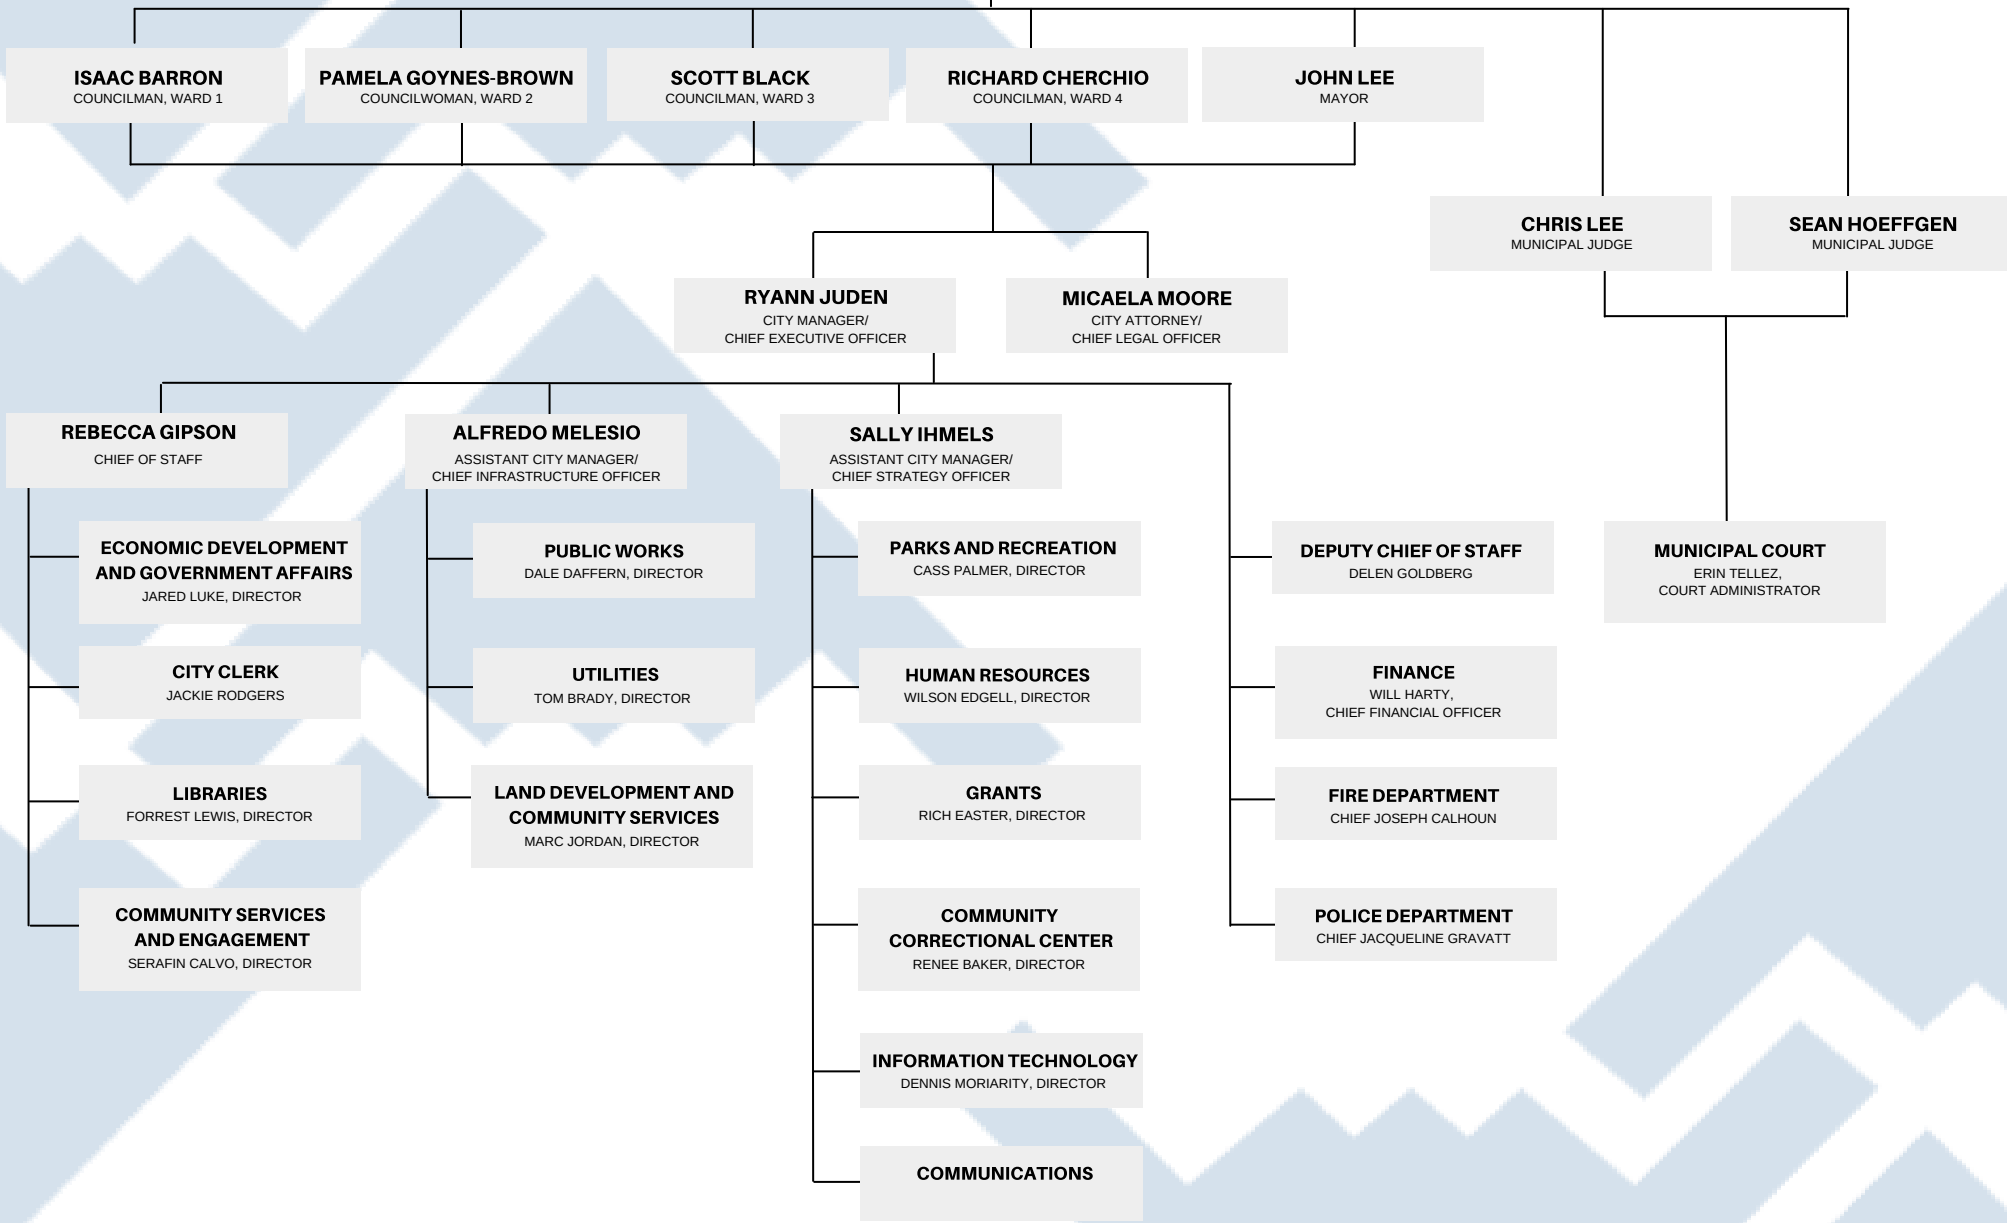 ISAAC BARRON
COUNCILMAN, WARD 1
PAMELA GOYNES-BROWN
COUNCILWOMAN, WARD 2
SCOTT BLACK
COUNCILMAN, WARD 3
RICHARD CHERCHIO
COUNCILMAN, WARD 4
JOHN LEE
MAYOR
CHRIS LEE
MUNICIPAL JUDGE
SEAN HOEFFGEN
MUNICIPAL JUDGE
RYANN JUDEN
CITY MANAGER/
CHIEF EXECUTIVE OFFICER
MICAELA MOORE
CITY ATTORNEY/
CHIEF LEGAL OFFICER
REBECCA GIPSON
CHIEF OF STAFF
ECONOMIC DEVELOPMENT
AND GOVERNMENT AFFAIRS
JARED LUKE, DIRECTOR
CITY CLERK
JACKIE RODGERS
LIBRARIES
FORREST LEWIS, DIRECTOR
COMMUNITY SERVICES
AND ENGAGEMENT
SERAFIN CALVO, DIRECTOR
ALFREDO MELESIO
ASSISTANT CITY MANAGER/
CHIEF INFRASTRUCTURE OFFICER
PUBLIC WORKS
DALE DAFFERN, DIRECTOR
UTILITIES
TOM BRADY, DIRECTOR
LAND DEVELOPMENT AND
COMMUNITY SERVICES
MARC JORDAN, DIRECTOR
SALLY IHMELS
ASSISTANT CITY MANAGER/
CHIEF STRATEGY OFFICER
PARKS AND RECREATION
CASS PALMER, DIRECTOR
HUMAN RESOURCES
WILSON EDGELL, DIRECTOR
GRANTS
RICH EASTER, DIRECTOR
COMMUNITY
CORRECTIONAL CENTER
RENEE BAKER, DIRECTOR
INFORMATION TECHNOLOGY
DENNIS MORIARITY, DIRECTOR
COMMUNICATIONS
DEPUTY CHIEF OF STAFF
DELEN GOLDBERG
FINANCE
WILL HARTY,
CHIEF FINANCIAL OFFICER
FIRE DEPARTMENT
CHIEF JOSEPH CALHOUN
POLICE DEPARTMENT
CHIEF JACQUELINE GRAVATT
MUNICIPAL COURT
ERIN TELLEZ,
COURT ADMINISTRATOR